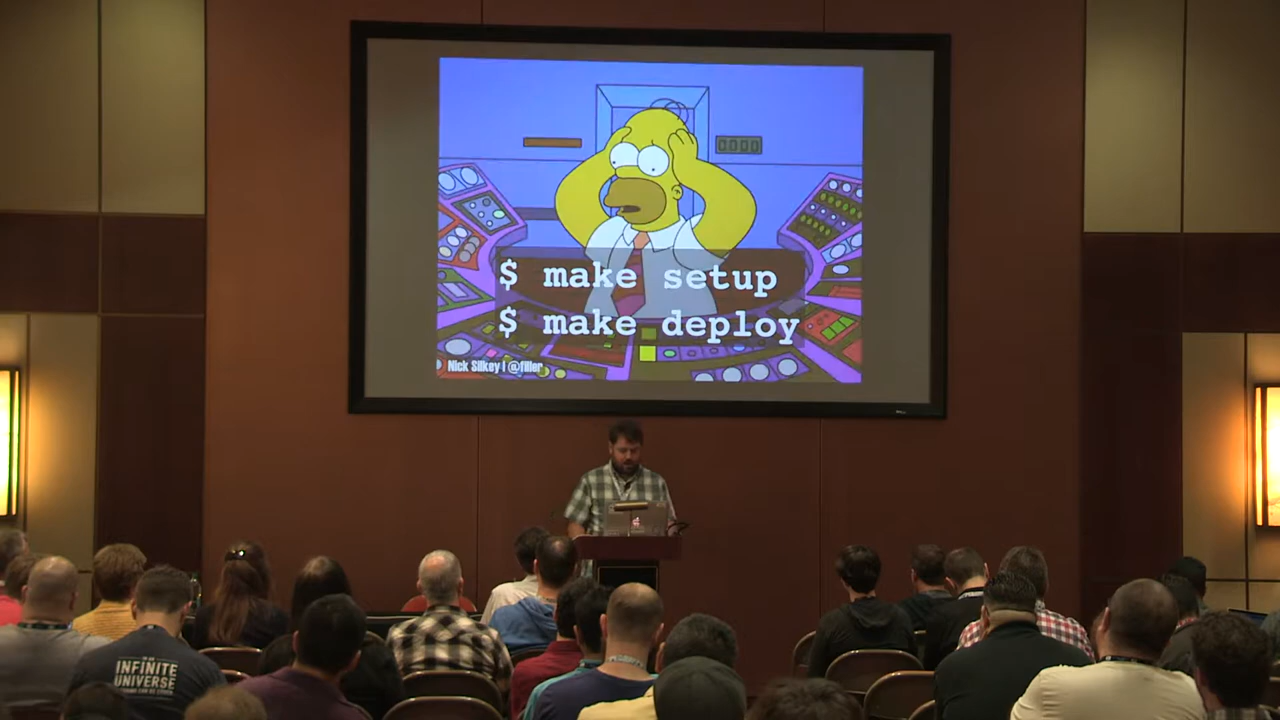 $ make setup
$ make deploy
Nick Silkey | @filler
INFINITE
UNIVERSE